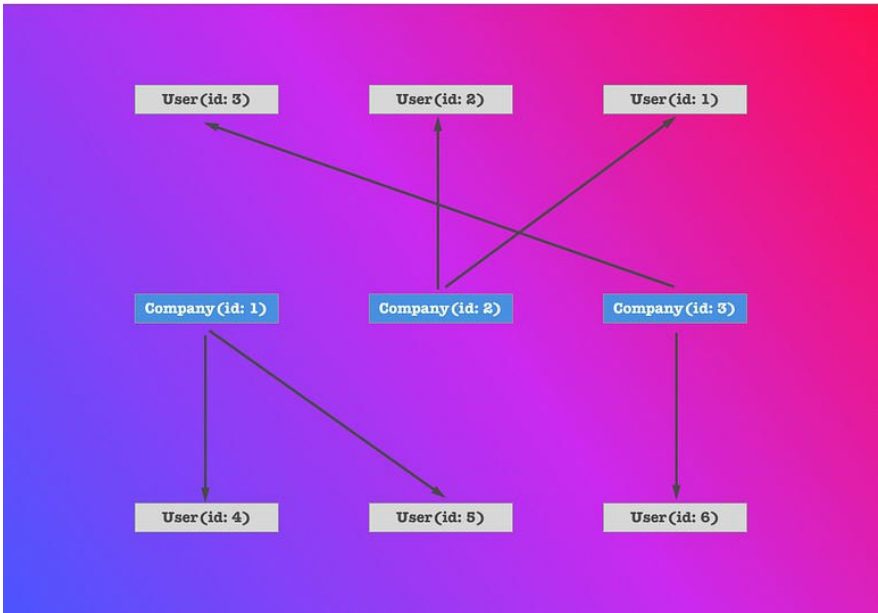 User(id: 3)
User(id: 2)
User(id: 1)
Company(id: 1)
Company(id: 2)
Company(id: 3)
User(id: 4)
User(id: 5)
User(id: 6)